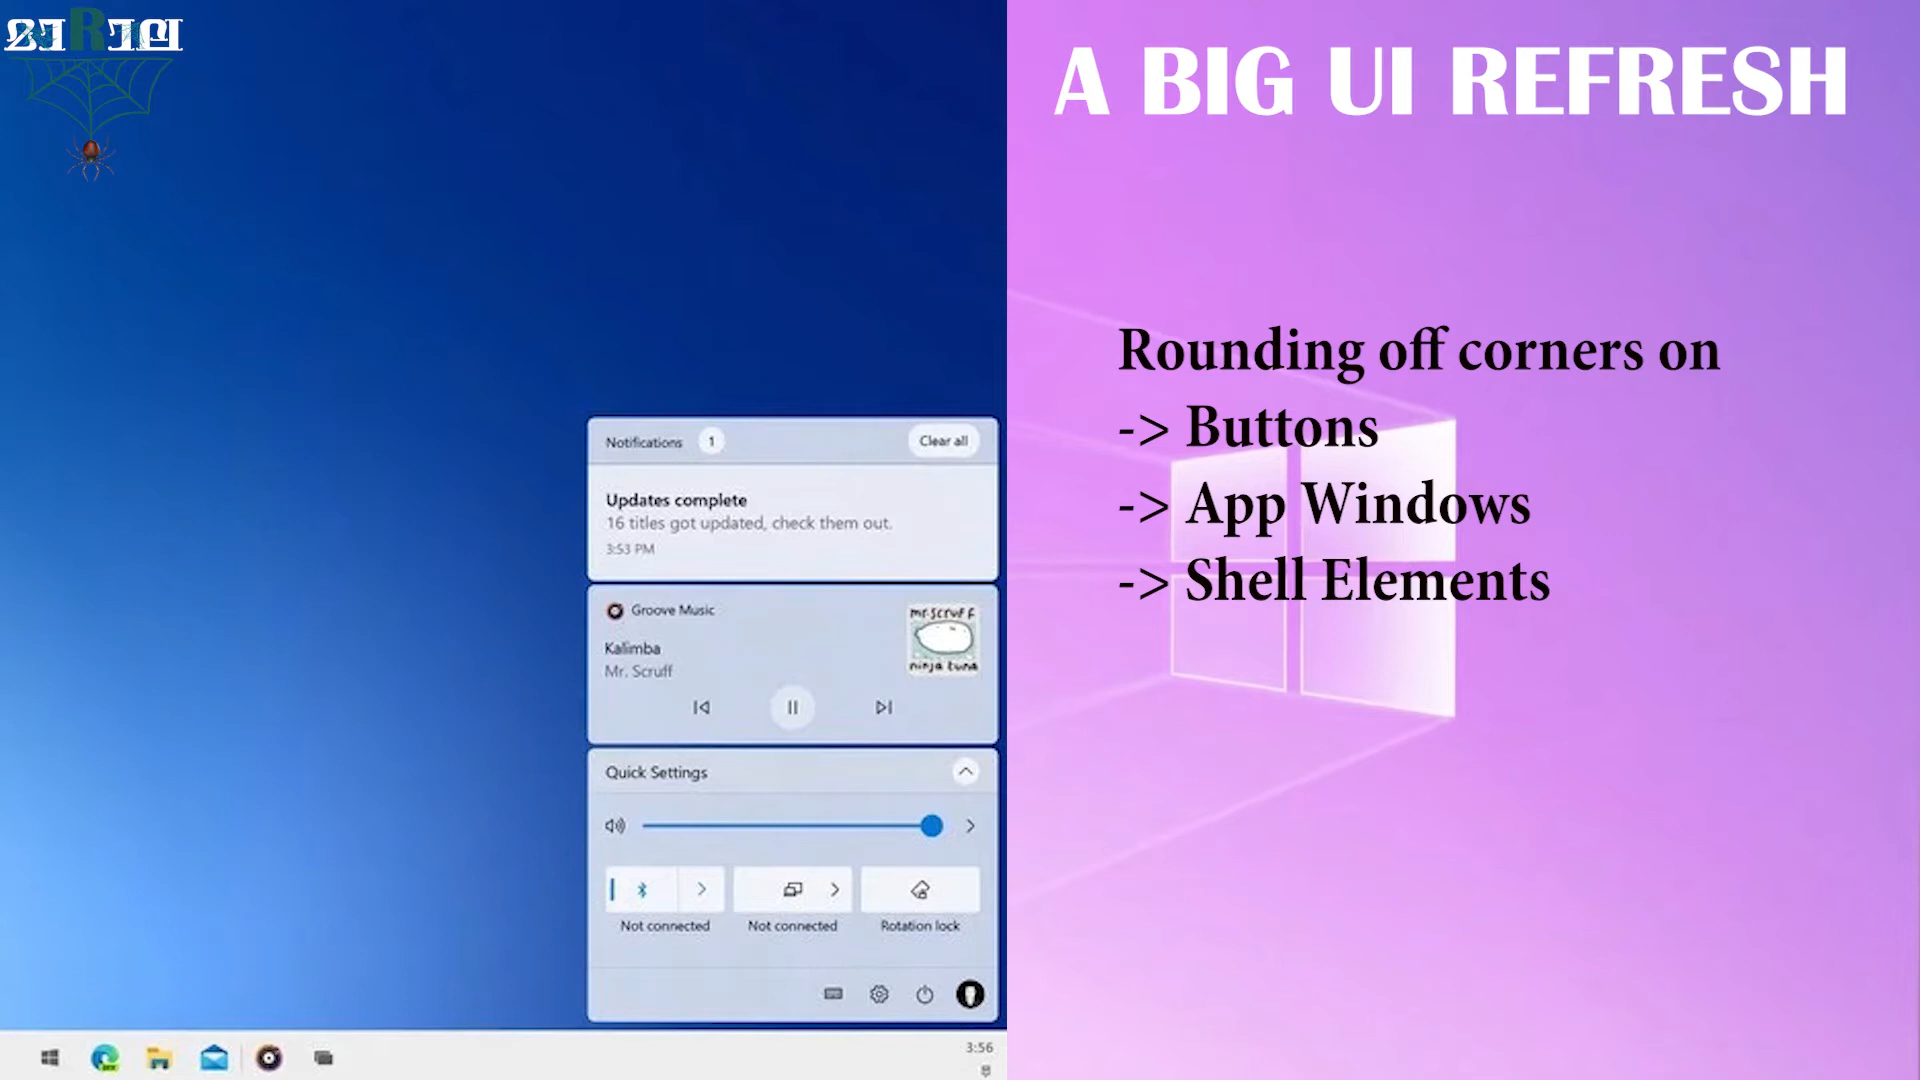 A BIG UI REFRESH
Notifications 1 Clear all
Updates complete
16 titles got updated, check them out.
3:53 PM
Groove Music
Kalimba
Mr. Scruff
mr.scruff
ninja tuna
Quick Settings
Not connected Not connected Rotation lock
3:56
Rounding off corners on
-> Buttons
-> App Windows
-> Shell Elements